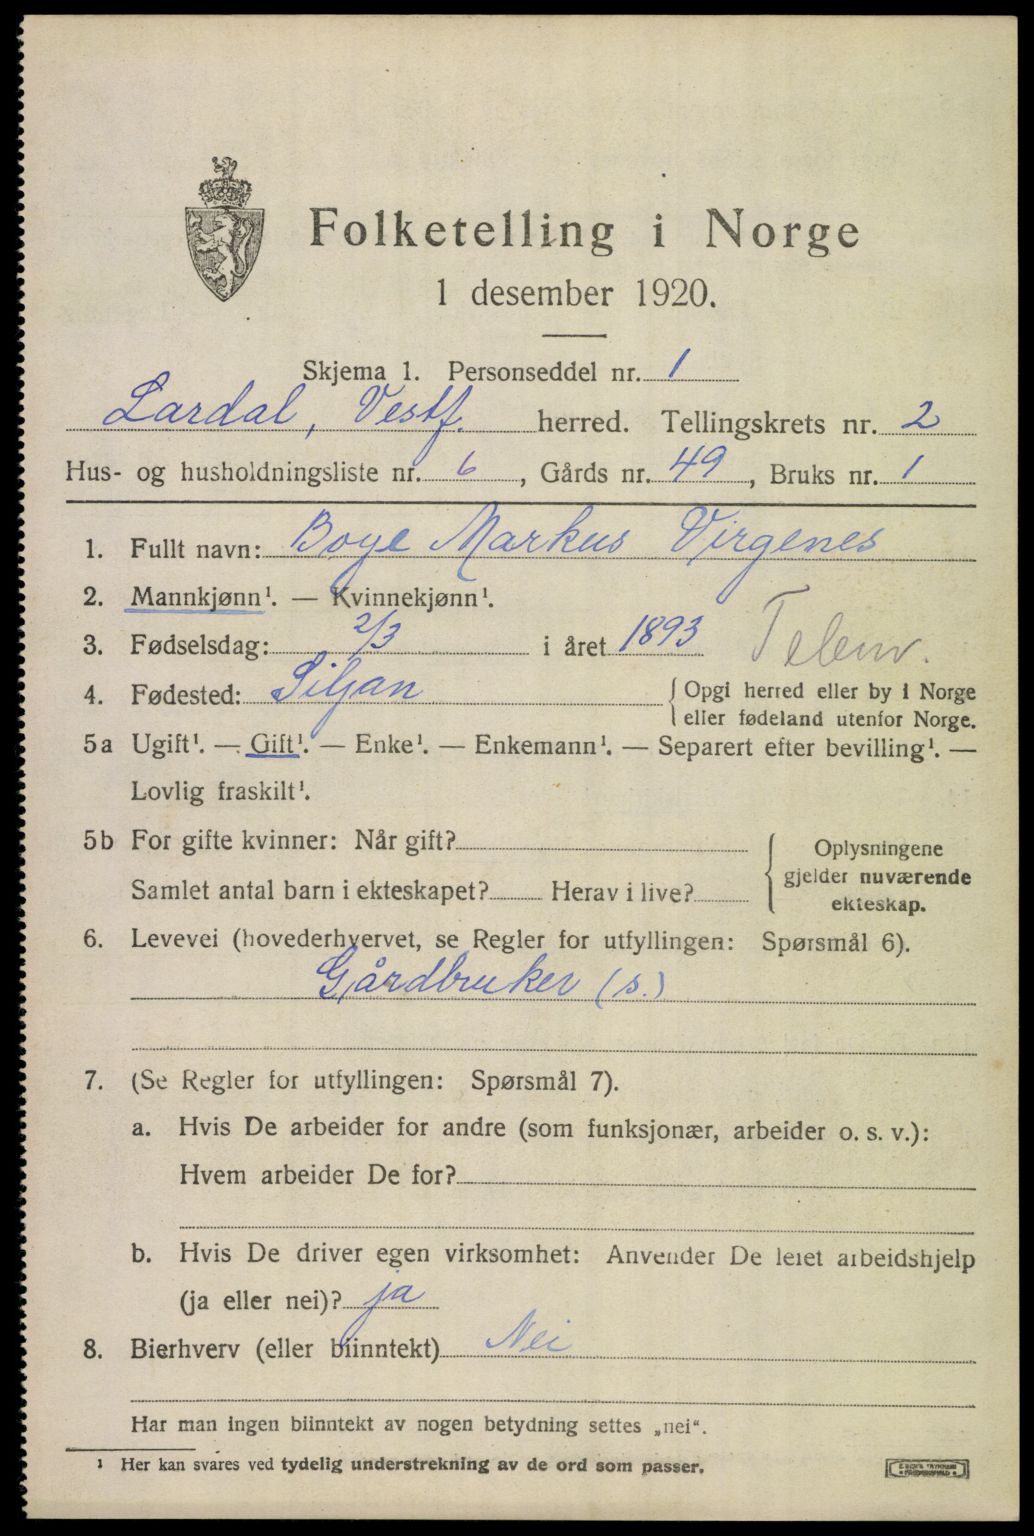 Folketelling i Norge
1 desember 1920.
Skjema 1. Personseddel nr. 1
Lardal, Vestf. herred. Tellingskrets nr. 2
Hus- og husholdningsliste nr. 6, Gårds nr. 49, Bruks nr. 1
1. Fullt navn: Boye Markus Virgenes
2. Mannkjønn¹. — Kvinnekjønn¹.
3. Fødselsdag: 2/3 i året 1893
4. Fødested: Siljan { Opgi herred eller by i Norge
eller fødeland utenfor Norge.
5a Ugift¹. — Gift¹. — Enke¹. — Enkemann¹. — Separert efter bevilling¹. —
Lovlig fraskilt¹.
5b For gifte kvinner: Når gift?
Samlet antal barn i ekteskapet? Herav i live?
Oplysningene
gjelder nuværende
ekteskap.
6. Levevei (hovederhvervet, se Regler for utfyllingen: Spørsmål 6).
Gårdbruker (s.)
7. (Se Regler for utfyllingen: Spørsmål 7).
a. Hvis De arbeider for andre (som funksjonær, arbeider o. s. v.):
Hvem arbeider De for?
b. Hvis De driver egen virksomhet: Anvender De leiet arbeidshjelp
(ja eller nei)? ja
8. Bierhverv (eller biinntekt) Nei
Har man ingen biinntekt av nogen betydning settes „nei“.
¹ Her kan svares ved tydelig understrekning av de ord som passer.